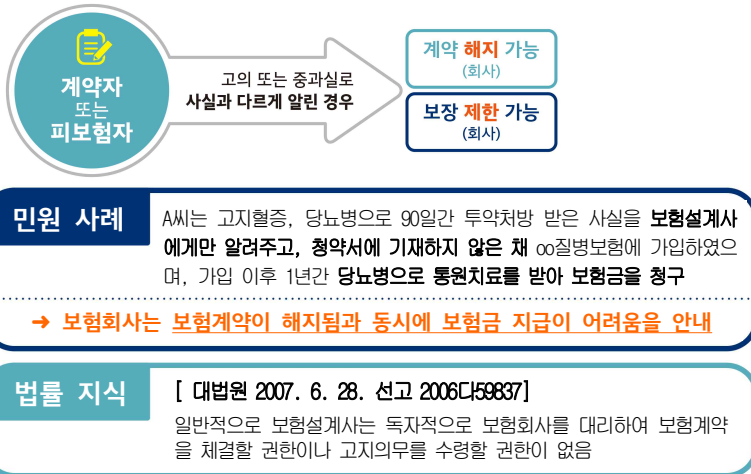 계약자
또는
피보험자
고의 또는 중과실로
사실과 다르게 알린 경우
계약 해지 가능
(회사)
보장 제한 가능
(회사)
민원 사례
A씨는 고지혈증, 당뇨병으로 90일간 투약처방 받은 사실을 보험설계사
에게만 알려주고, 청약서에 기재하지 않은 채 oo질병보험에 가입하였으
며, 가입 이후 1년간 당뇨병으로 통원치료를 받아 보험금을 청구
➜ 보험회사는 보험계약이 해지됨과 동시에 보험금 지급이 어려움을 안내
법률 지식
[ 대법원 2007. 6. 28. 선고 2006다59837]
일반적으로 보험설계사는 독자적으로 보험회사를 대리하여 보험계약
을 체결할 권한이나 고지의무를 수령할 권한이 없음